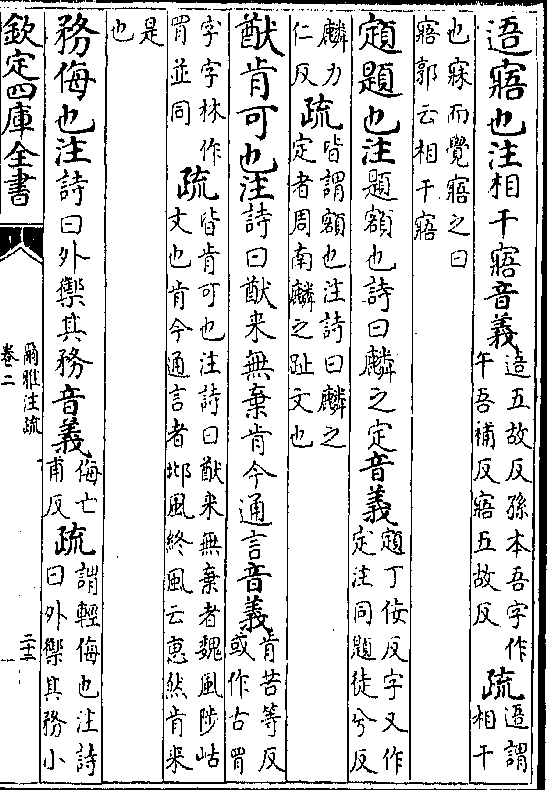 逜寤也注相干寤音義逜五故反孫本吾字作
午吾補反寤五故反疏逜謂
相干
也寐而覺寤之曰
寤郭云相干寤
顁題也注題額也詩曰麟之定音義顁丁佞反字又作
定注同題徒兮反
麟力
仁反疏皆謂額也注詩曰麟之
定者周南麟之趾文也
猷肯可也注詩曰猷来無棄肯今通言音義肯苦等反
或作古肎
字字林作
肎並同疏皆肯可也注詩曰猷来無棄者魏風陟岵
文也肯今通言者邶風終風云惠然肯来
是
也
務侮也注詩曰外禦其務音義侮亡
甫反疏謂輕侮也注詩
曰外禦其務小
欽定四庫全書
爾雅注疏
卷二
二十三